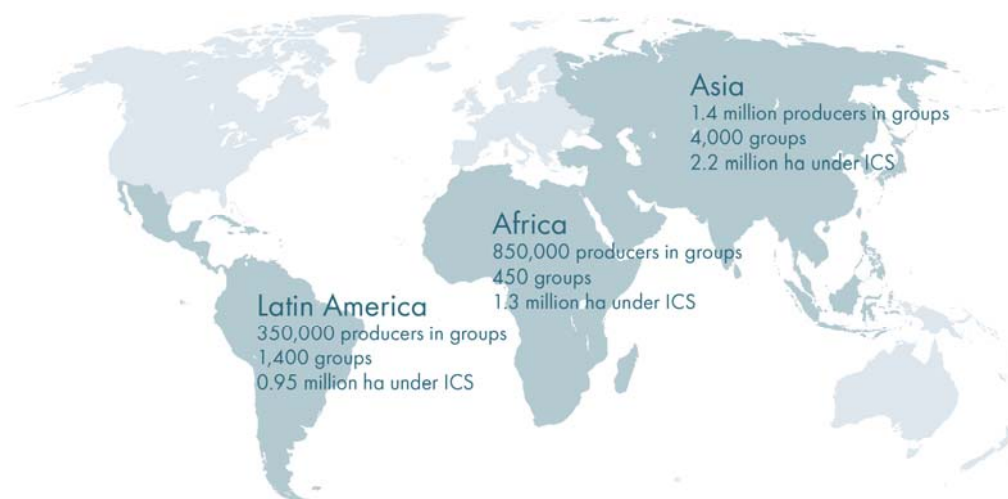 Asia
1.4 million producers in groups
4,000 groups
2.2 million ha under ICS
Africa
850,000 producers in groups
450 groups
1.3 million ha under ICS
Latin America
350,000 producers in groups
1,400 groups
0.95 million ha under ICS